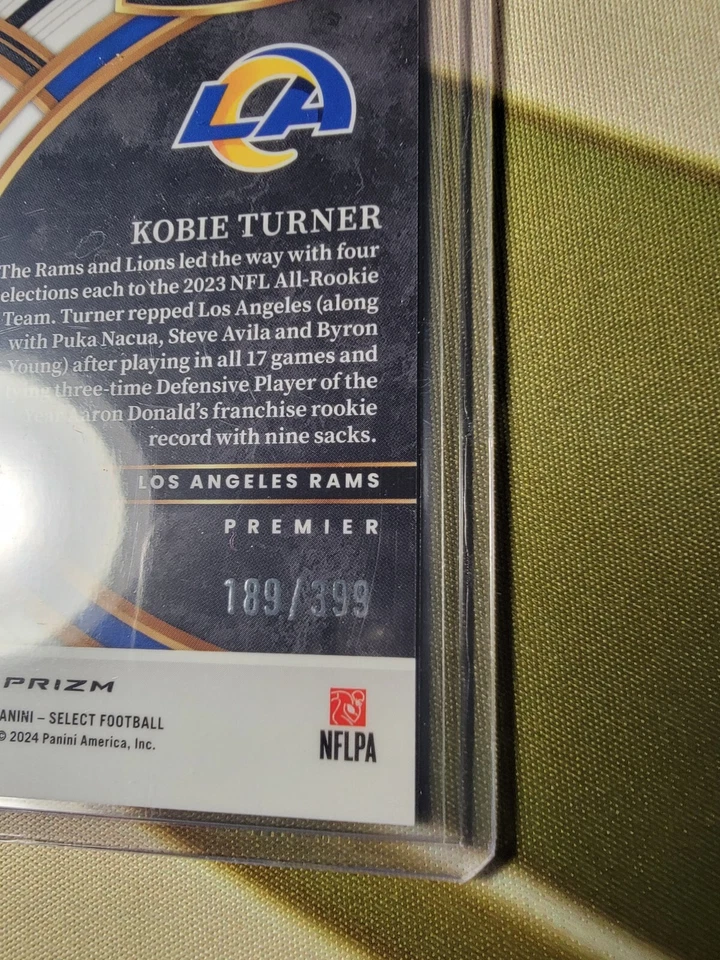 LA
KOBIE TURNER
The Rams and Lions led the way with four
elections each to the 2023 NFL All-Rookie
Team. Turner repped Los Angeles (along
with Puka Nacua, Steve Avila and Byron
Young) after playing in all 17 games and
three-time Defensive Player of the
Donald's franchise rookie
record with nine sacks.
LOS ANGELES RAMS
PREMIER
189/399
PRIZM
ANINI – SELECT FOOTBALL
© 2024 Panini America, Inc.
NFLPA